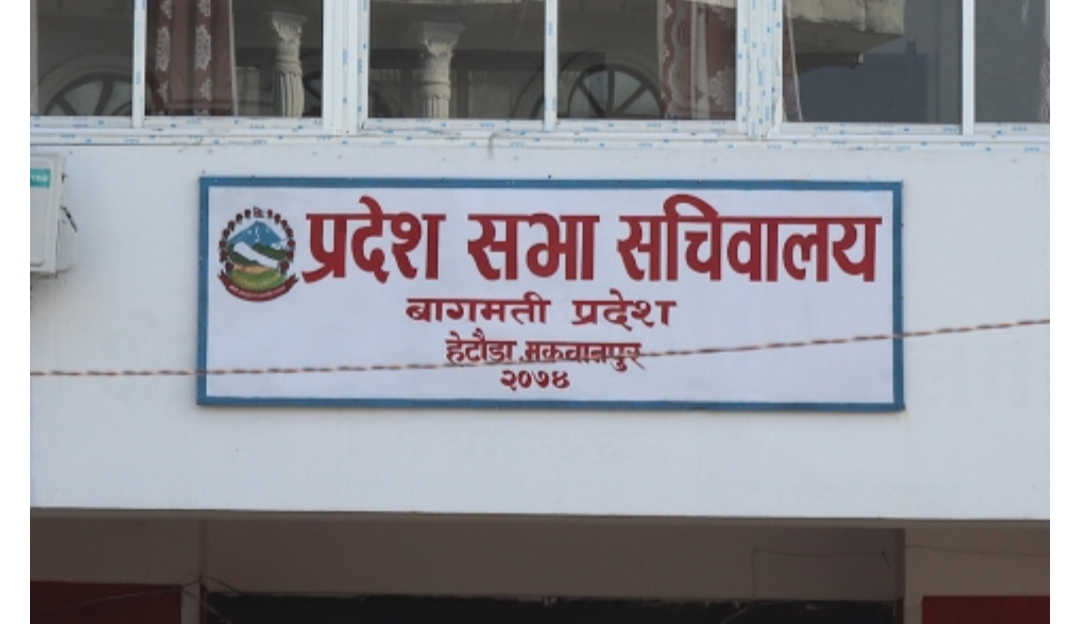 प्रदेश सभा सचिवालय
बागमती प्रदेश
हेटौडा,मकवानपुर
२०७४